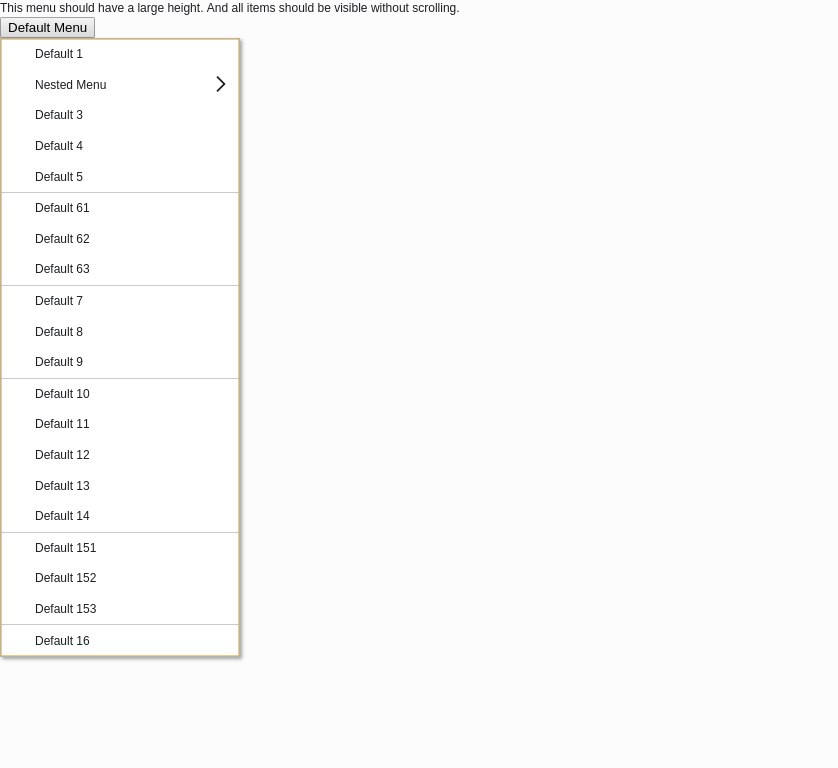 This menu should have a large height. And all items should be visible without scrolling.
Default Menu
Default 1
Nested Menu
Default 3
Default 4
Default 5
Default 61
Default 62
Default 63
Default 7
Default 8
Default 9
Default 10
Default 11
Default 12
Default 13
Default 14
Default 151
Default 152
Default 153
Default 16